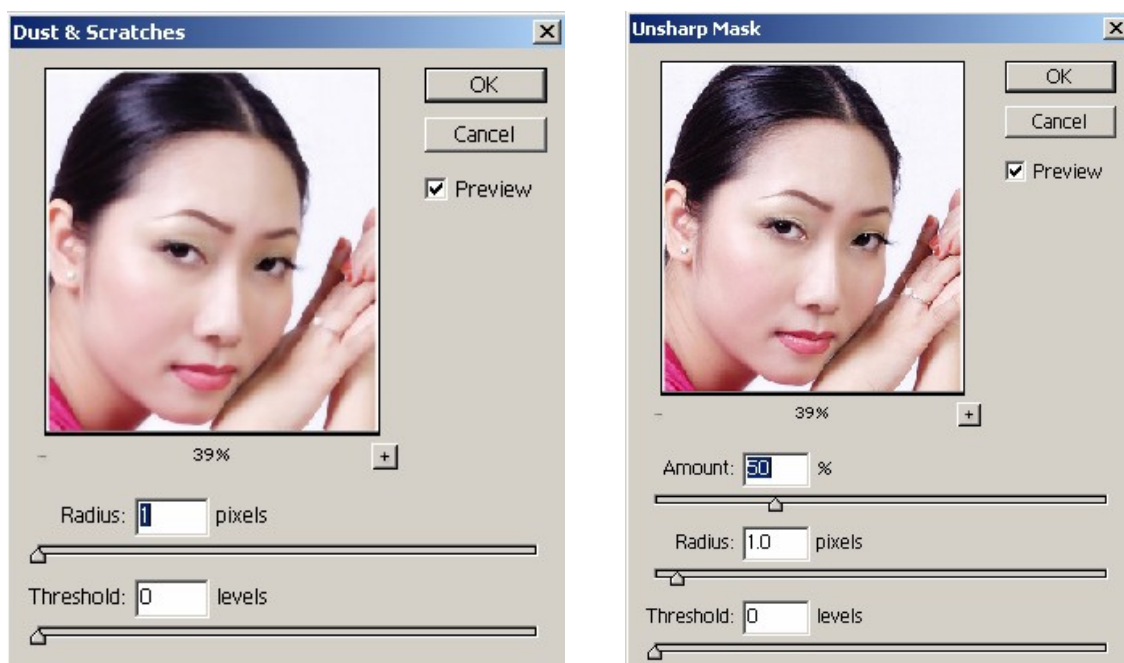 Dust & Scratches
OK
Cancel
Preview
39%
Radius: 1 pixels
Threshold: 0 levels
Unsharp Mask
OK
Cancel
Preview
39%
Amount: 50 %
Radius: 1.0 pixels
Threshold: 0 levels